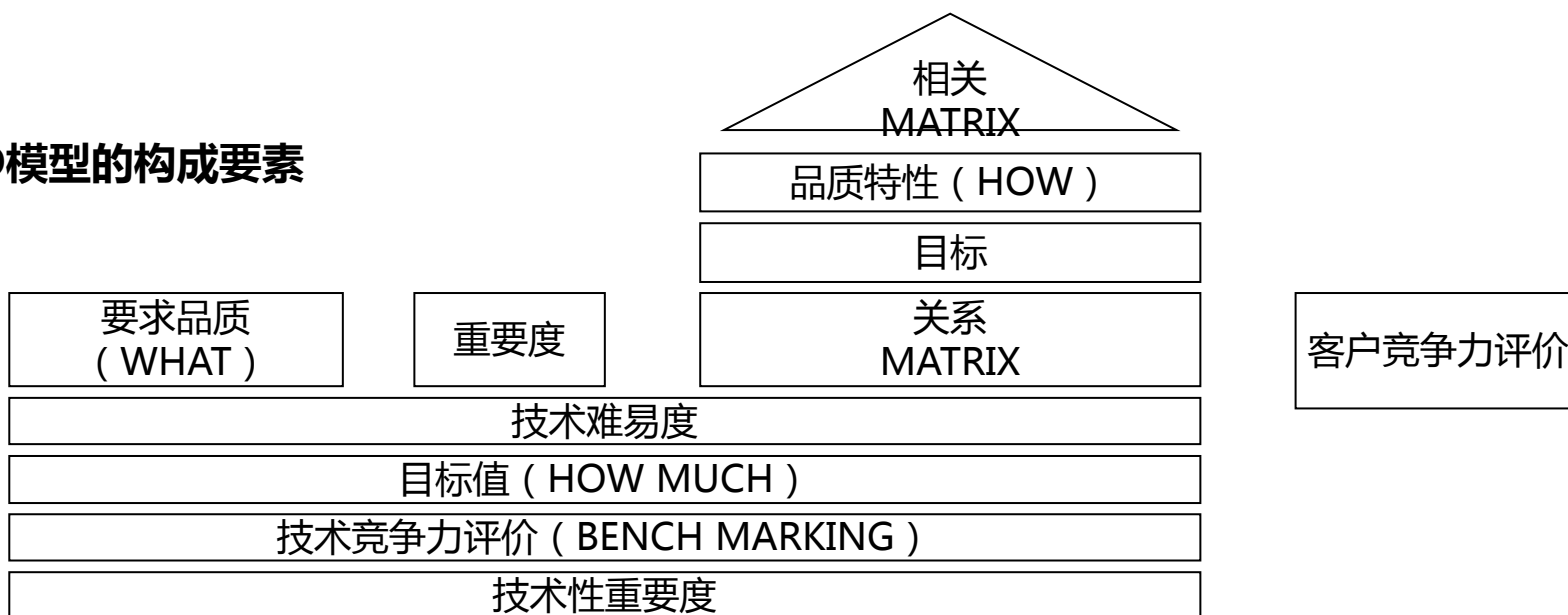 相关
MATRIX
模型的构成要素
品质特性（HOW）
目标
要求品质
（WHAT）
重要度
关系
MATRIX
客户竞争力评价
技术难易度
目标值（HOW MUCH）
技术竞争力评价（BENCH MARKING）
技术性重要度